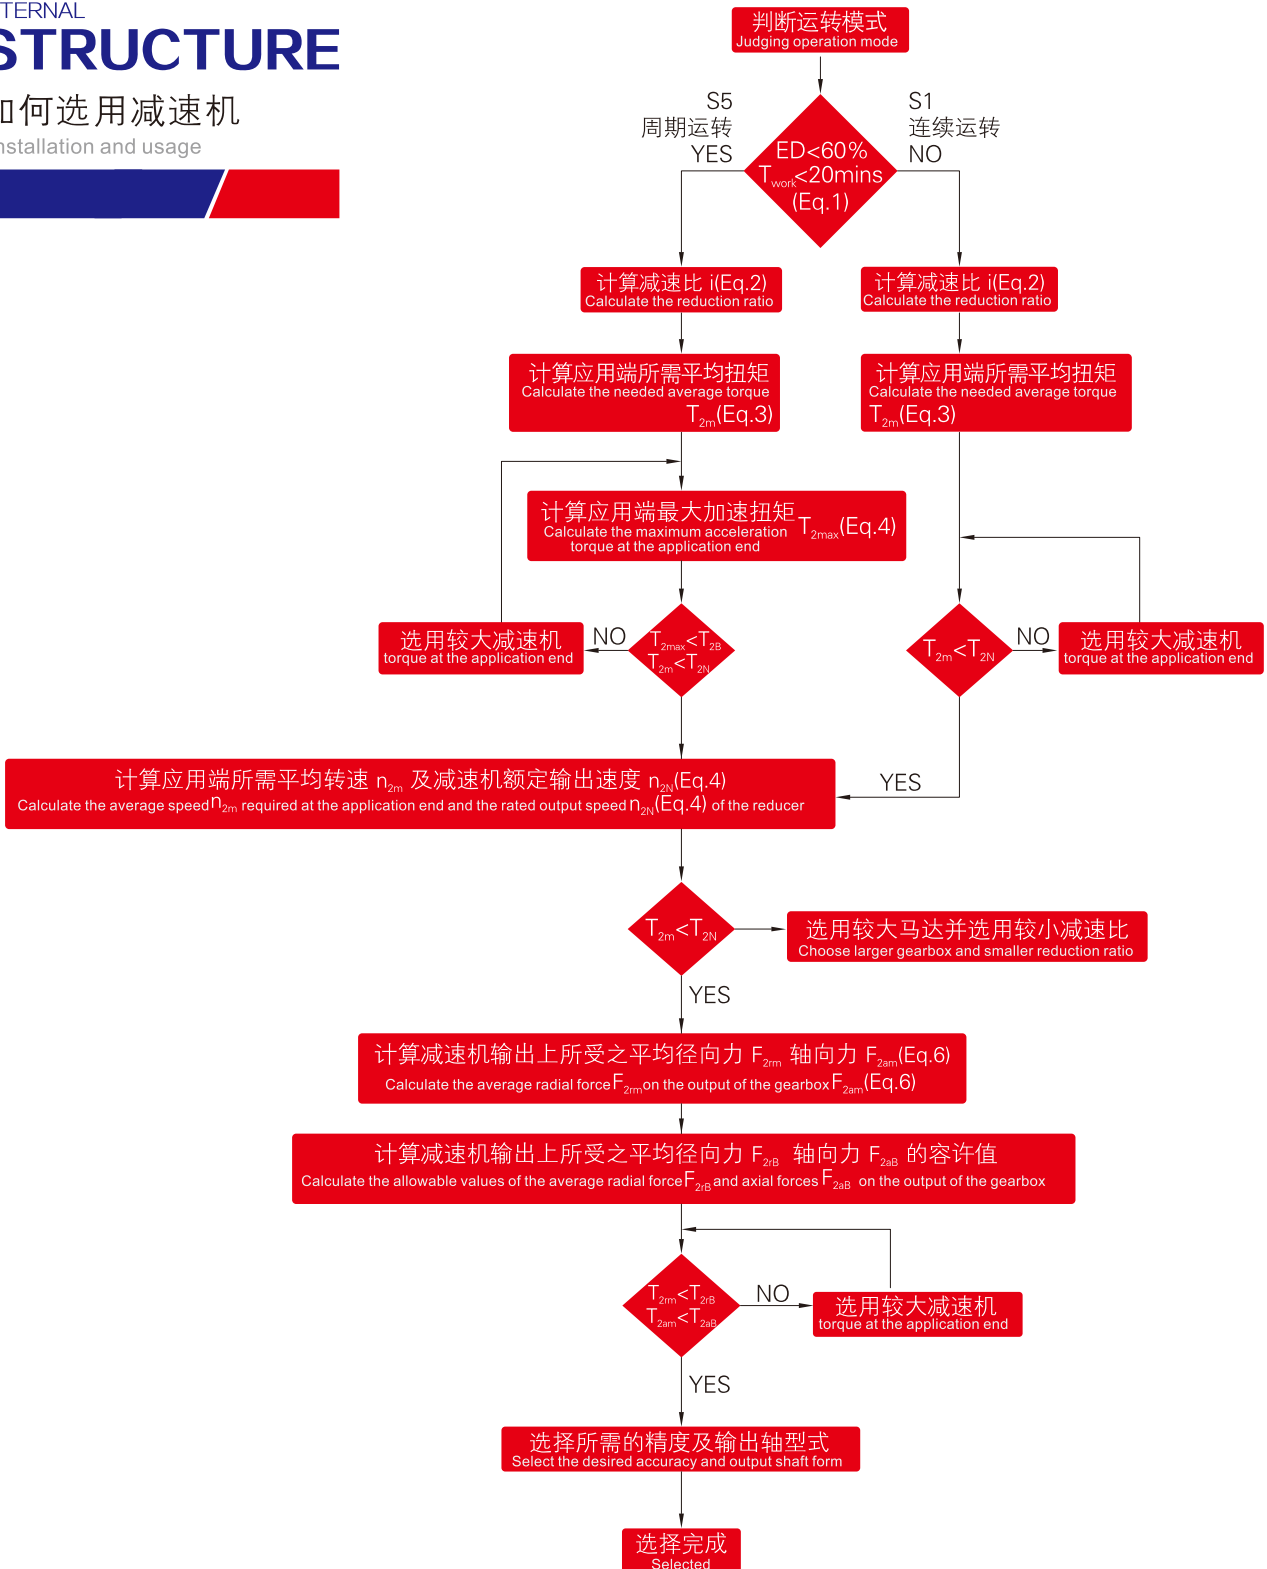 TERNAL
STRUCTURE
如何选用减速机
nstallation and usage
判断运转模式
Judging operation mode
S5
周期运转
YES
S1
连续运转
NO
ED<60%
Twork<20mins
(Eq.1)
计算减速比 i(Eq.2)
Calculate the reduction ratio
计算减速比 i(Eq.2)
Calculate the reduction ratio
计算应用端所需平均扭矩
Calculate the needed average torque
T2m(Eq.3)
计算应用端所需平均扭矩
Calculate the needed average torque
T2m(Eq.3)
计算应用端最大加速扭矩 T2max(Eq.4)
Calculate the maximum acceleration
torque at the application end
选用较大减速机
torque at the application end
NO
T2max<T2B
T2m<T2N
T2m<T2N
NO
选用较大减速机
torque at the application end
计算应用端所需平均转速 n2m 及减速机额定输出速度 n2N(Eq.4)
Calculate the average speed n2m required at the application end and the rated output speed n2N(Eq.4) of the reducer
YES
T2m<T2N
选用较大马达并选用较小减速比
Choose larger gearbox and smaller reduction ratio
YES
计算减速机输出上所受之平均径向力 F2rm 轴向力 F2am(Eq.6)
Calculate the average radial force F2rm on the output of the gearbox F2am(Eq.6)
计算减速机输出上所受之平均径向力 F2rB 轴向力 F2aB 的容许值
Calculate the allowable values of the average radial force F2rB and axial forces F2aB on the output of the gearbox
T2rm<T2rB
T2am<T2aB
NO
选用较大减速机
torque at the application end
YES
选择所需的精度及输出轴型式
Select the desired accuracy and output shaft form
选择完成
Selected